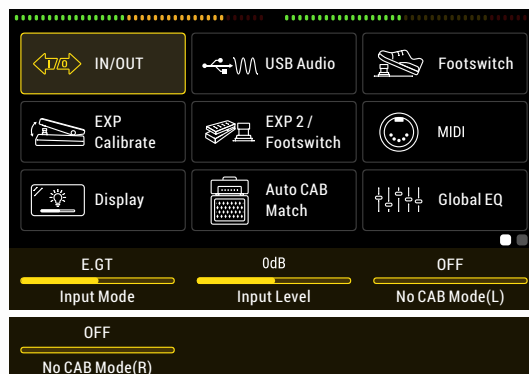 I/O IN/OUT
USB Audio
Footswitch
EXP
Calibrate
EXP 2 /
Footswitch
MIDI
Display
Auto CAB
Match
Global EQ
E.GT
0dB
OFF
Input Mode
Input Level
No CAB Mode(L)
OFF
No CAB Mode(R)